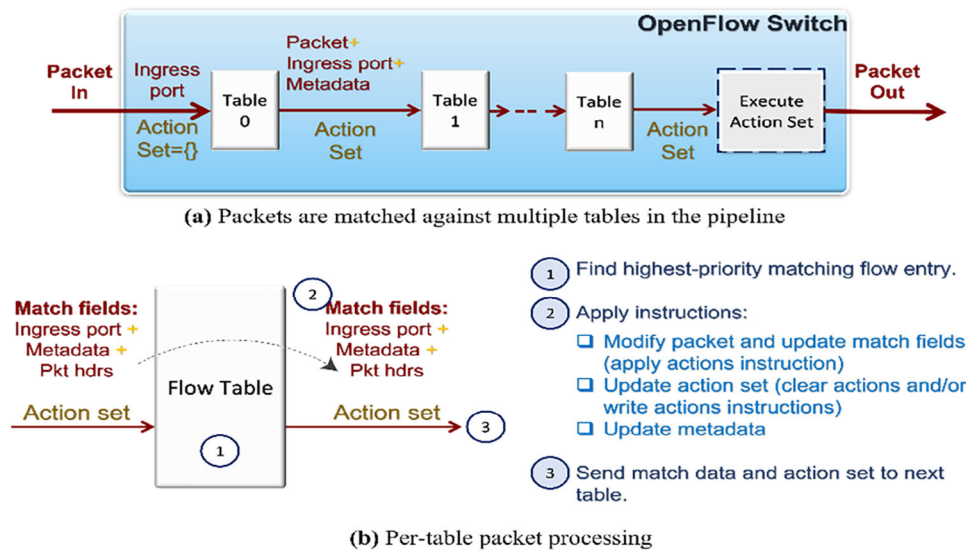 OpenFlow Switch
Packet
In
Ingress
port
Action
Set={}
Table
0
Packet+
Ingress port+
Metadata
Action
Set
Table
1
Table
n
Action
Set
Execute
Action Set
Packet
Out
(a) Packets are matched against multiple tables in the pipeline
Match fields:
Ingress port +
Metadata +
Pkt hdrs
Action set
Flow Table
1
2
Match fields:
Ingress port +
Metadata +
Pkt hdrs
Action set
3
1 Find highest-priority matching flow entry.
2 Apply instructions:
Modify packet and update match fields
(apply actions instruction)
Update action set (clear actions and/or
write actions instructions)
Update metadata
3 Send match data and action set to next
table.
(b) Per-table packet processing